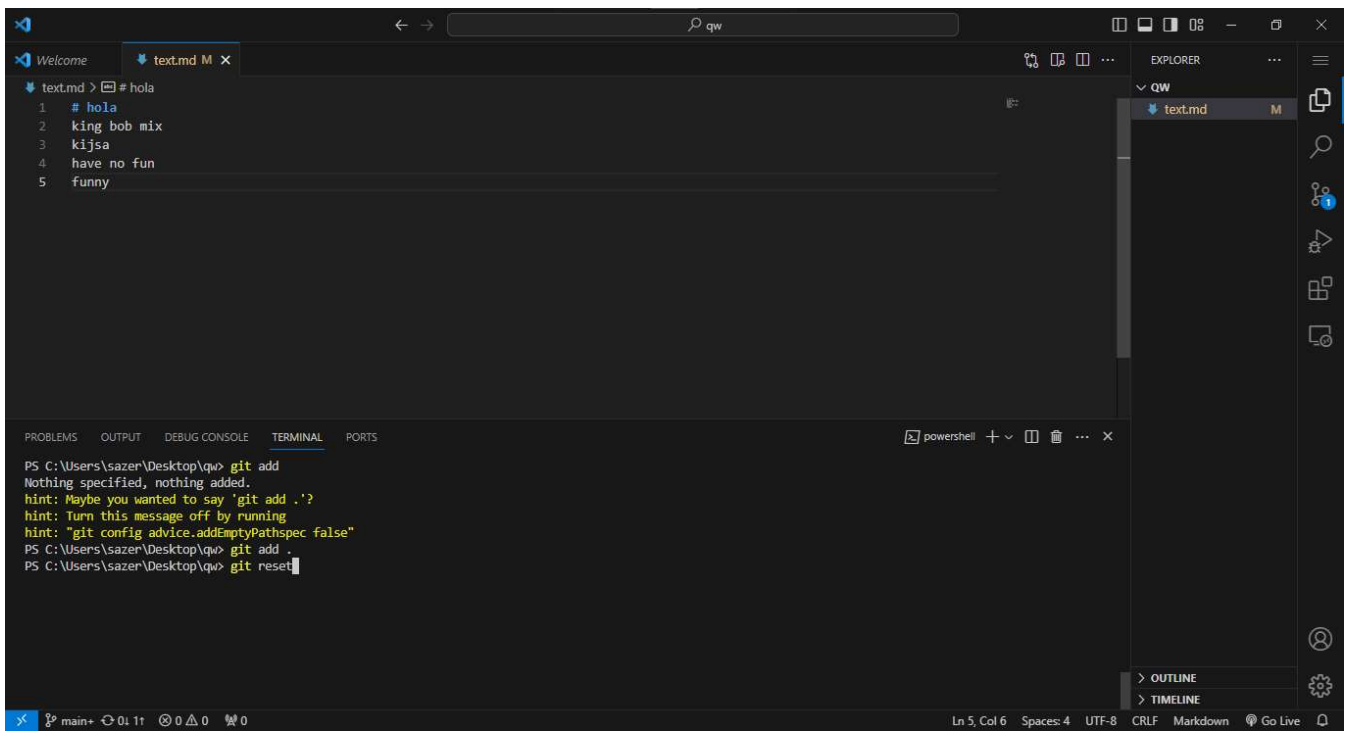 qw
Welcome
text.md M
EXPLORER
text.md > # hola
QW
1 # hola
text.md M
2 king bob mix
3 kijsa
4 have no fun
5 funny
1
PROBLEMS OUTPUT DEBUG CONSOLE TERMINAL PORTS
powershell
PS C:\Users\sazer\Desktop\qw> git add
Nothing specified, nothing added.
hint: Maybe you wanted to say 'git add .'?
hint: Turn this message off by running
hint: "git config advice.addEmptyPathspec false"
PS C:\Users\sazer\Desktop\qw> git add .
PS C:\Users\sazer\Desktop\qw> git reset
OUTLINE
TIMELINE
main+ 0↓ 1↑ 0 0 0 Ln 5, Col 6 Spaces: 4 UTF-8 CRLF Markdown Go Live